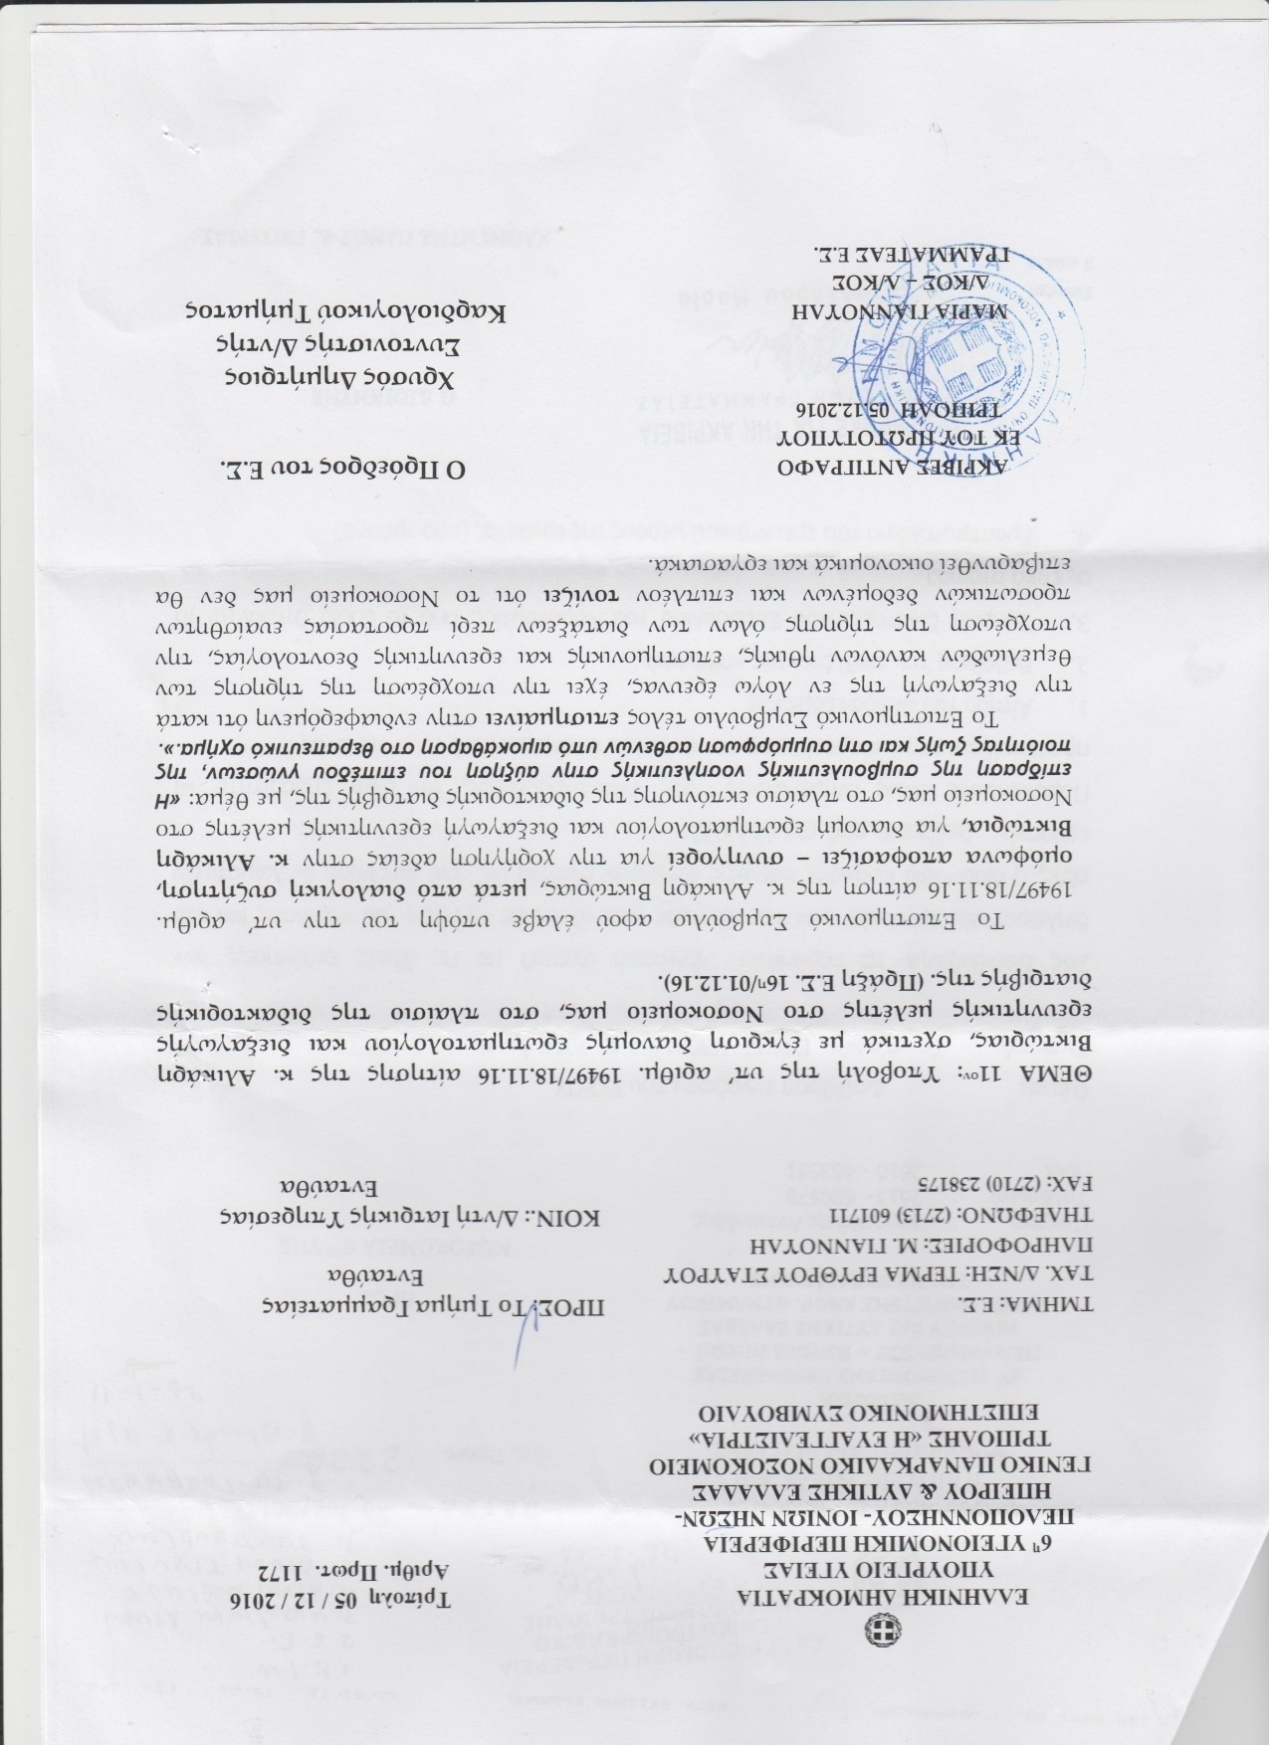 ΕΛΛΗΝΙΚΗ ΔΗΜΟΚΡΑΤΙΑ
ΥΠΟΥΡΓΕΙΟ ΥΓΕΙΑΣ
6η ΥΓΕΙΟΝΟΜΙΚΗ ΠΕΡΙΦΕΡΕΙΑ
ΠΕΛΟΠΟΝΝΗΣΟΥ- ΙΟΝΙΩΝ ΝΗΣΩΝ-
ΗΠΕΙΡΟΥ & ΔΥΤΙΚΗΣ ΕΛΛΑΔΑΣ
ΓΕΝΙΚΟ ΠΑΝΑΡΚΑΔΙΚΟ ΝΟΣΟΚΟΜΕΙΟ
ΤΡΙΠΟΛΗΣ «Η ΕΥΑΓΓΕΛΙΣΤΡΙΑ»
ΕΠΙΣΤΗΜΟΝΙΚΟ ΣΥΜΒΟΥΛΙΟ
Τρίπολη 05 / 12 / 2016
Αριθμ. Πρωτ. 1172
ΤΜΗΜΑ: Ε.Σ.
ΤΑΧ. Δ/ΝΣΗ: ΤΕΡΜΑ ΕΡΥΘΡΟΥ ΣΤΑΥΡΟΥ
ΠΛΗΡΟΦΟΡΙΕΣ: Μ. ΓΙΑΝΝΟΥΛΗ
ΤΗΛΕΦΩΝΟ: (2713) 601711
FAX: (2710) 238175
ΠΡΟΣ: Το Τμήμα Γραμματείας
Ενταύθα
ΚΟΙΝ.: Δ/ντή Ιατρικής Υπηρεσίας
Ενταύθα
ΘΕΜΑ 11ον: Υποβολή της υπ' αριθμ. 19497/18.11.16 αίτησης της κ. Αλικάρη
Βικτώριας, σχετικά με έγκριση διανομής ερωτηματολογίου και διεξαγωγής
ερευνητικής μελέτης στο Νοσοκομείο μας, στο πλαίσιο της διδακτορικής
διατριβής της. (Πράξη Ε.Σ. 16η/01.12.16).
Το Επιστημονικό Συμβούλιο αφού έλαβε υπόψη του την υπ' αριθμ.
19497/18.11.16 αίτηση της κ. Αλικάρη Βικτώριας, μετά από διαλογική συζήτηση,
ομόφωνα αποφασίζει – συνηγορεί για την χορήγηση αδείας στην κ. Αλικάρη
Βικτώρια, για διανομή ερωτηματολογίου και διεξαγωγή ερευνητικής μελέτης στο
Νοσοκομείο μας, στο πλαίσιο εκπόνησης της διδακτορικής διατριβής της, με θέμα: «Η
επίδραση της συμβουλευτικής νοσηλευτικής στην αύξηση του επιπέδου γνώσεων, της
ποιότητας ζωής και στη συμμόρφωση ασθενών υπό αιμοκάθαρση στο θεραπευτικό σχήμα.».
Το Επιστημονικό Συμβούλιο τέλος επισημαίνει στην ενδιαφερόμενη ότι κατά
την διεξαγωγή της εν λόγω έρευνας, έχει την υποχρέωση της τήρησης των
θεμελιωδών κανόνων ηθικής, επιστημονικής και ερευνητικής δεοντολογίας, την
υποχρέωση της τήρησης όλων των διατάξεων περί προστασίας ευαίσθητων
προσωπικών δεδομένων και επιπλέον τονίζει ότι το Νοσοκομείο μας δεν θα
επιβαρυνθεί οικονομικά και εργασιακά.
ΑΚΡΙΒΕΣ ΑΝΤΙΓΡΑΦΟ
ΕΚ ΤΟΥ ΠΡΩΤΟΤΥΠΟΥ
ΤΡΙΠΟΛΗ 05.12.2016
ΕΛΛΗΝΙΚΗ ΔΗΜΟΚΡΑΤΙΑ
ΜΑΡΙΑ ΓΙΑΝΝΟΥΛΗ
Δ/ΚΟΣ – Λ/ΚΟΣ
ΓΡΑΜΜΑΤΕΑΣ Ε.Σ.
Ο Πρόεδρος του Ε.Σ.
Χρυσός Δημήτριος
Συντονιστής Δ/ντής
Καρδιολογικού Τμήματος